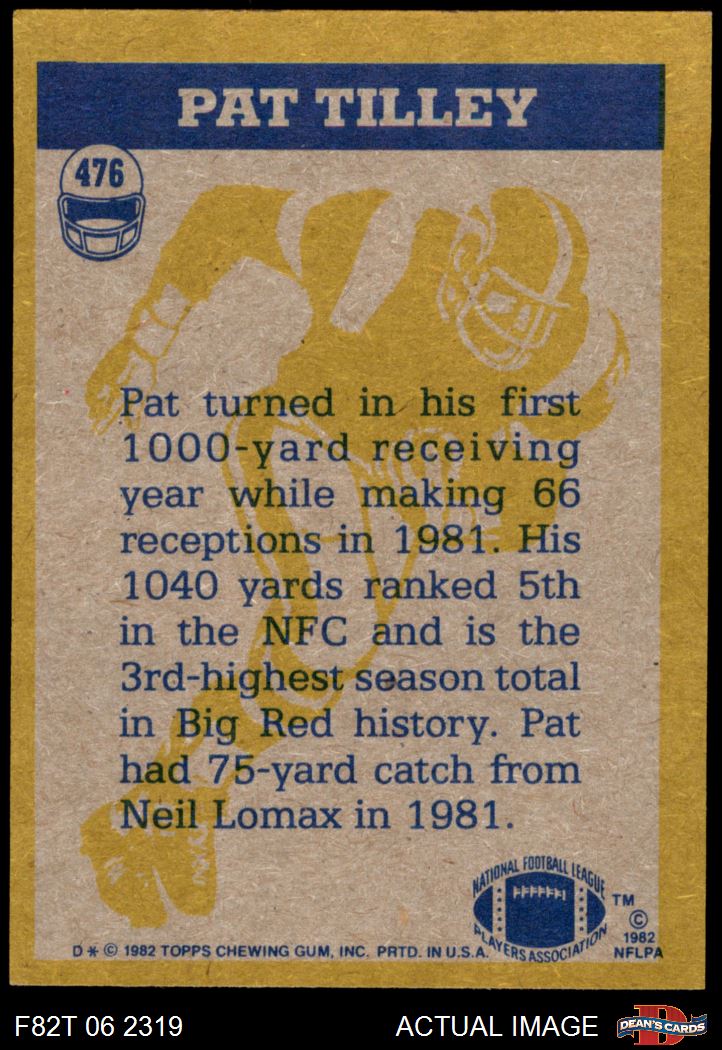 PAT TILLEY
476
Pat turned in his first
1000-yard receiving
year while making 66
receptions in 1981. His
1040 yards ranked 5th
in the NFC and is the
3rd-highest season total
in Big Red history. Pat
had 75-yard catch from
Neil Lomax in 1981.
NATIONAL FOOTBALL LEAGUE
PLAYERS ASSOCIATION
TM
©
1982
NFLPA
D * © 1982 TOPPS CHEWING GUM, INC. PRTD. IN U.S.A.
F82T 06 2319
ACTUAL IMAGE
D
DEAN'S CARDS